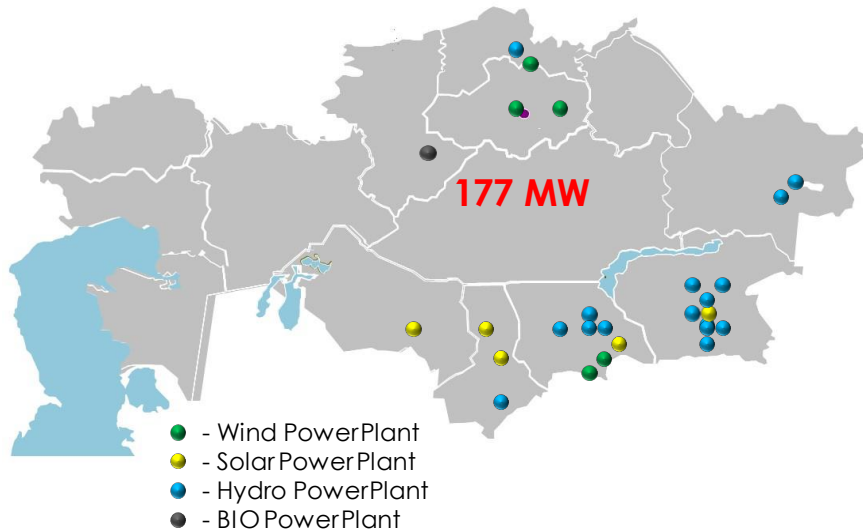 177 MW
- Wind PowerPlant
- Solar PowerPlant
- Hydro PowerPlant
- BIO PowerPlant